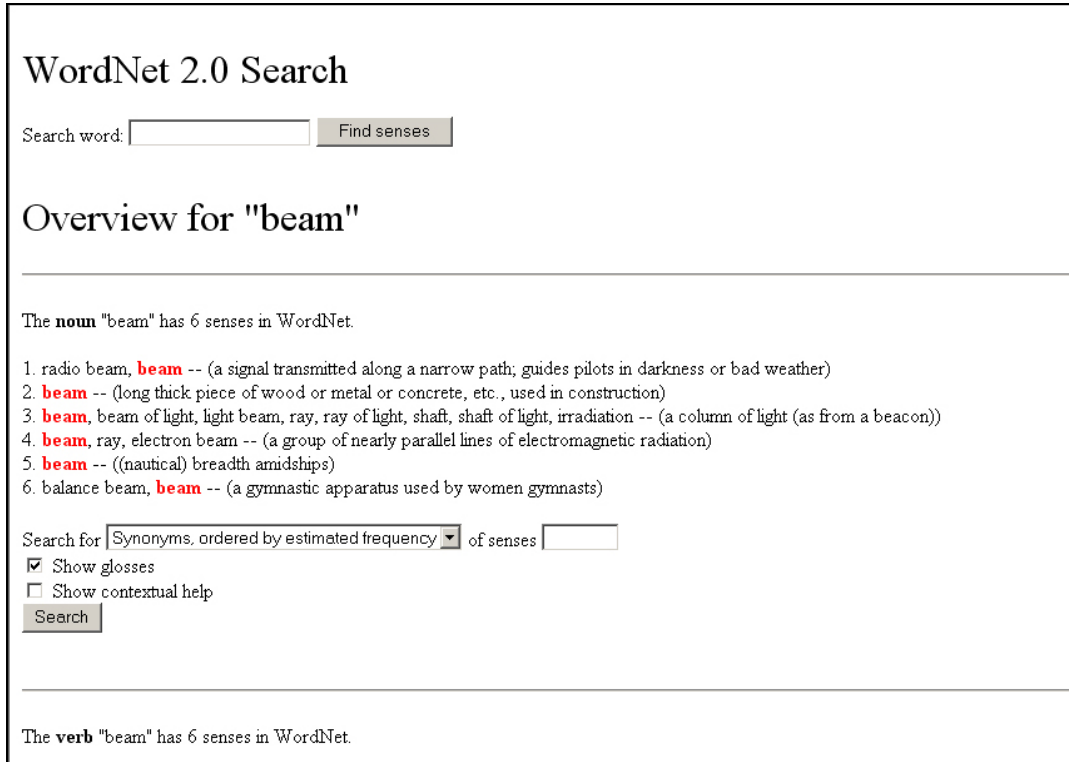 WordNet 2.0 Search
Search word: Find senses
Overview for "beam"
The noun "beam" has 6 senses in WordNet.
1. radio beam, beam -- (a signal transmitted along a narrow path; guides pilots in darkness or bad weather)
2. beam -- (long thick piece of wood or metal or concrete, etc., used in construction)
3. beam, beam of light, light beam, ray, ray of light, shaft, shaft of light, irradiation -- (a column of light (as from a beacon))
4. beam, ray, electron beam -- (a group of nearly parallel lines of electromagnetic radiation)
5. beam -- ((nautical) breadth amidships)
6. balance beam, beam -- (a gymnastic apparatus used by women gymnasts)
Search for Synonyms, ordered by estimated frequency of senses
Show glosses
Show contextual help
Search
The verb "beam" has 6 senses in WordNet.